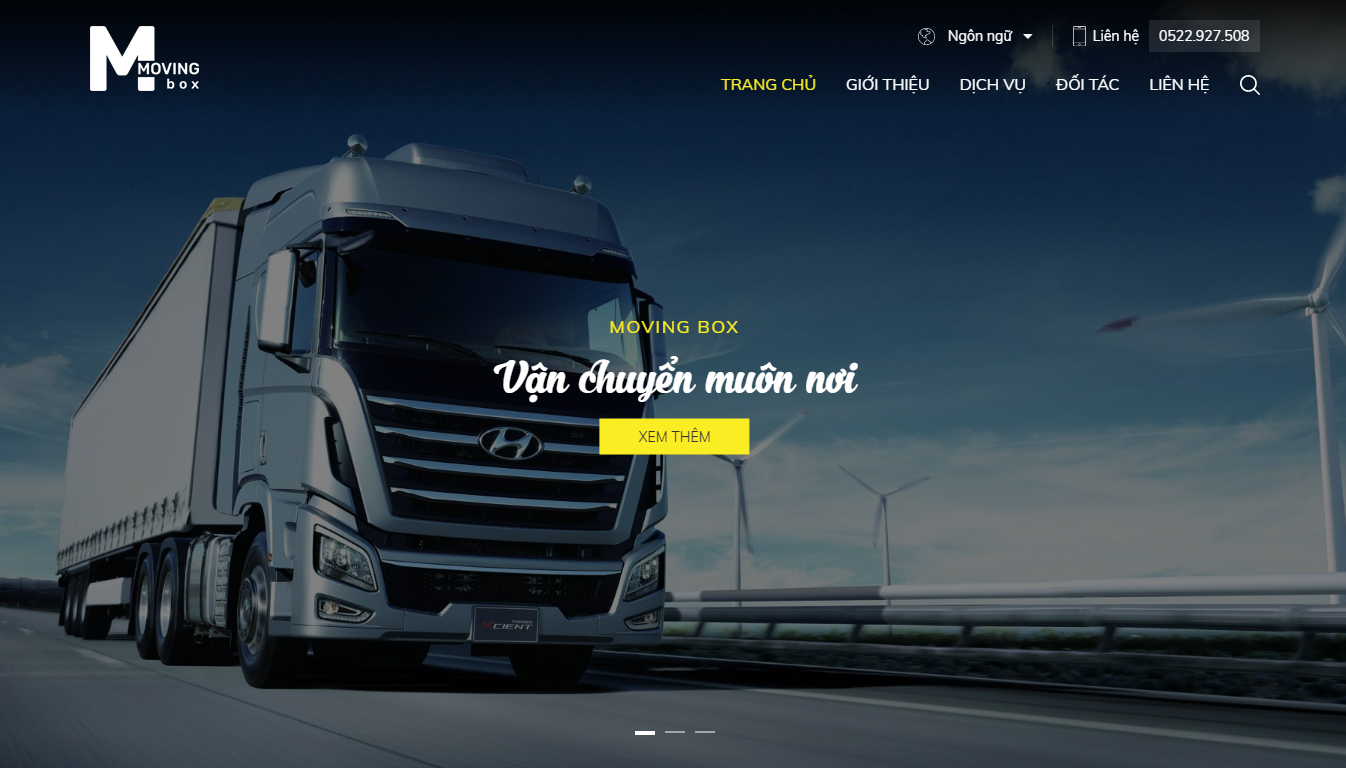 MOVING
box
Ngôn ngữ
Liên hệ
0522.927.508
TRANG CHỦ
GIỚI THIỆU
DỊCH VỤ
ĐỐI TÁC
LIÊN HỆ
MOVING BOX
Vận chuyển muôn nơi
XEM THÊM
XCIENT